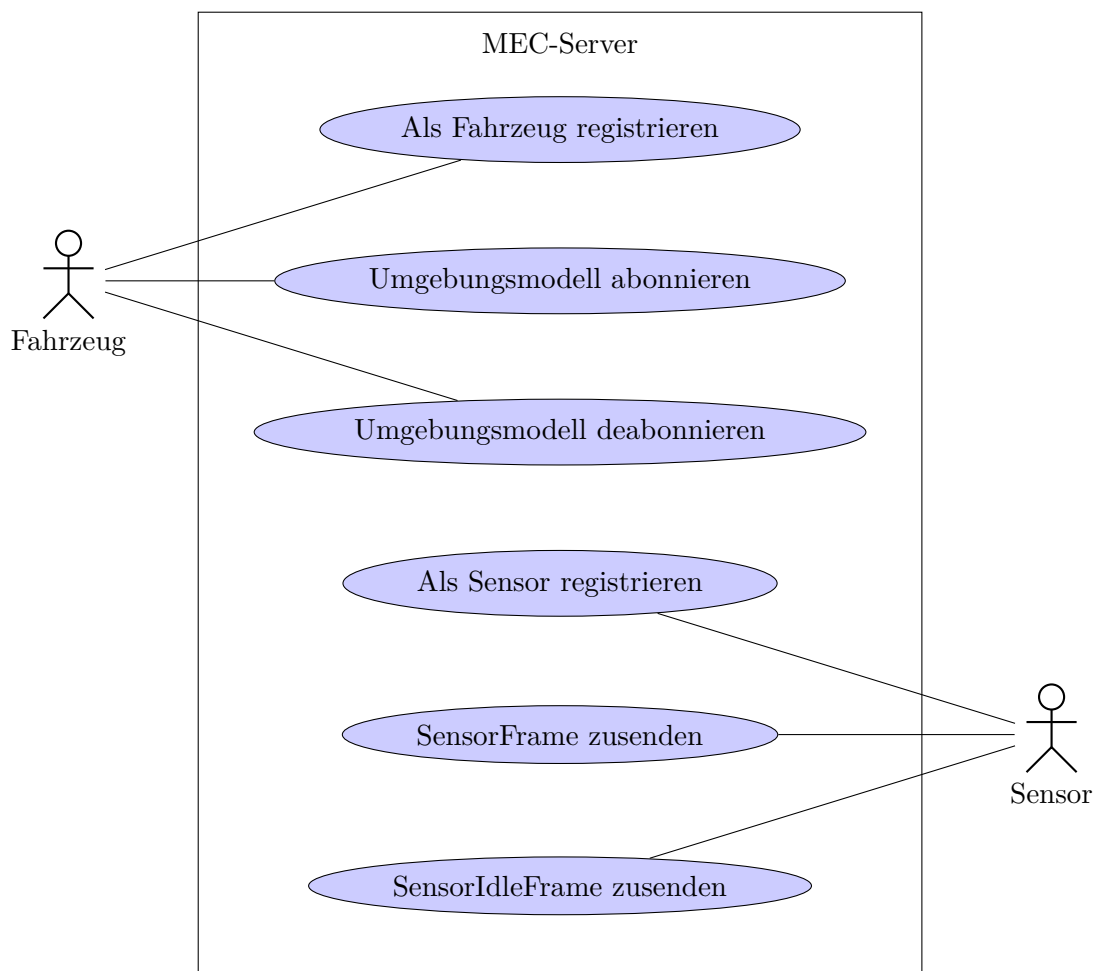 MEC-Server
Als Fahrzeug registrieren
Umgebungsmodell abonnieren
Fahrzeug
Umgebungsmodell deabonnieren
Als Sensor registrieren
SensorFrame zusenden
Sensor
SensorIdleFrame zusenden